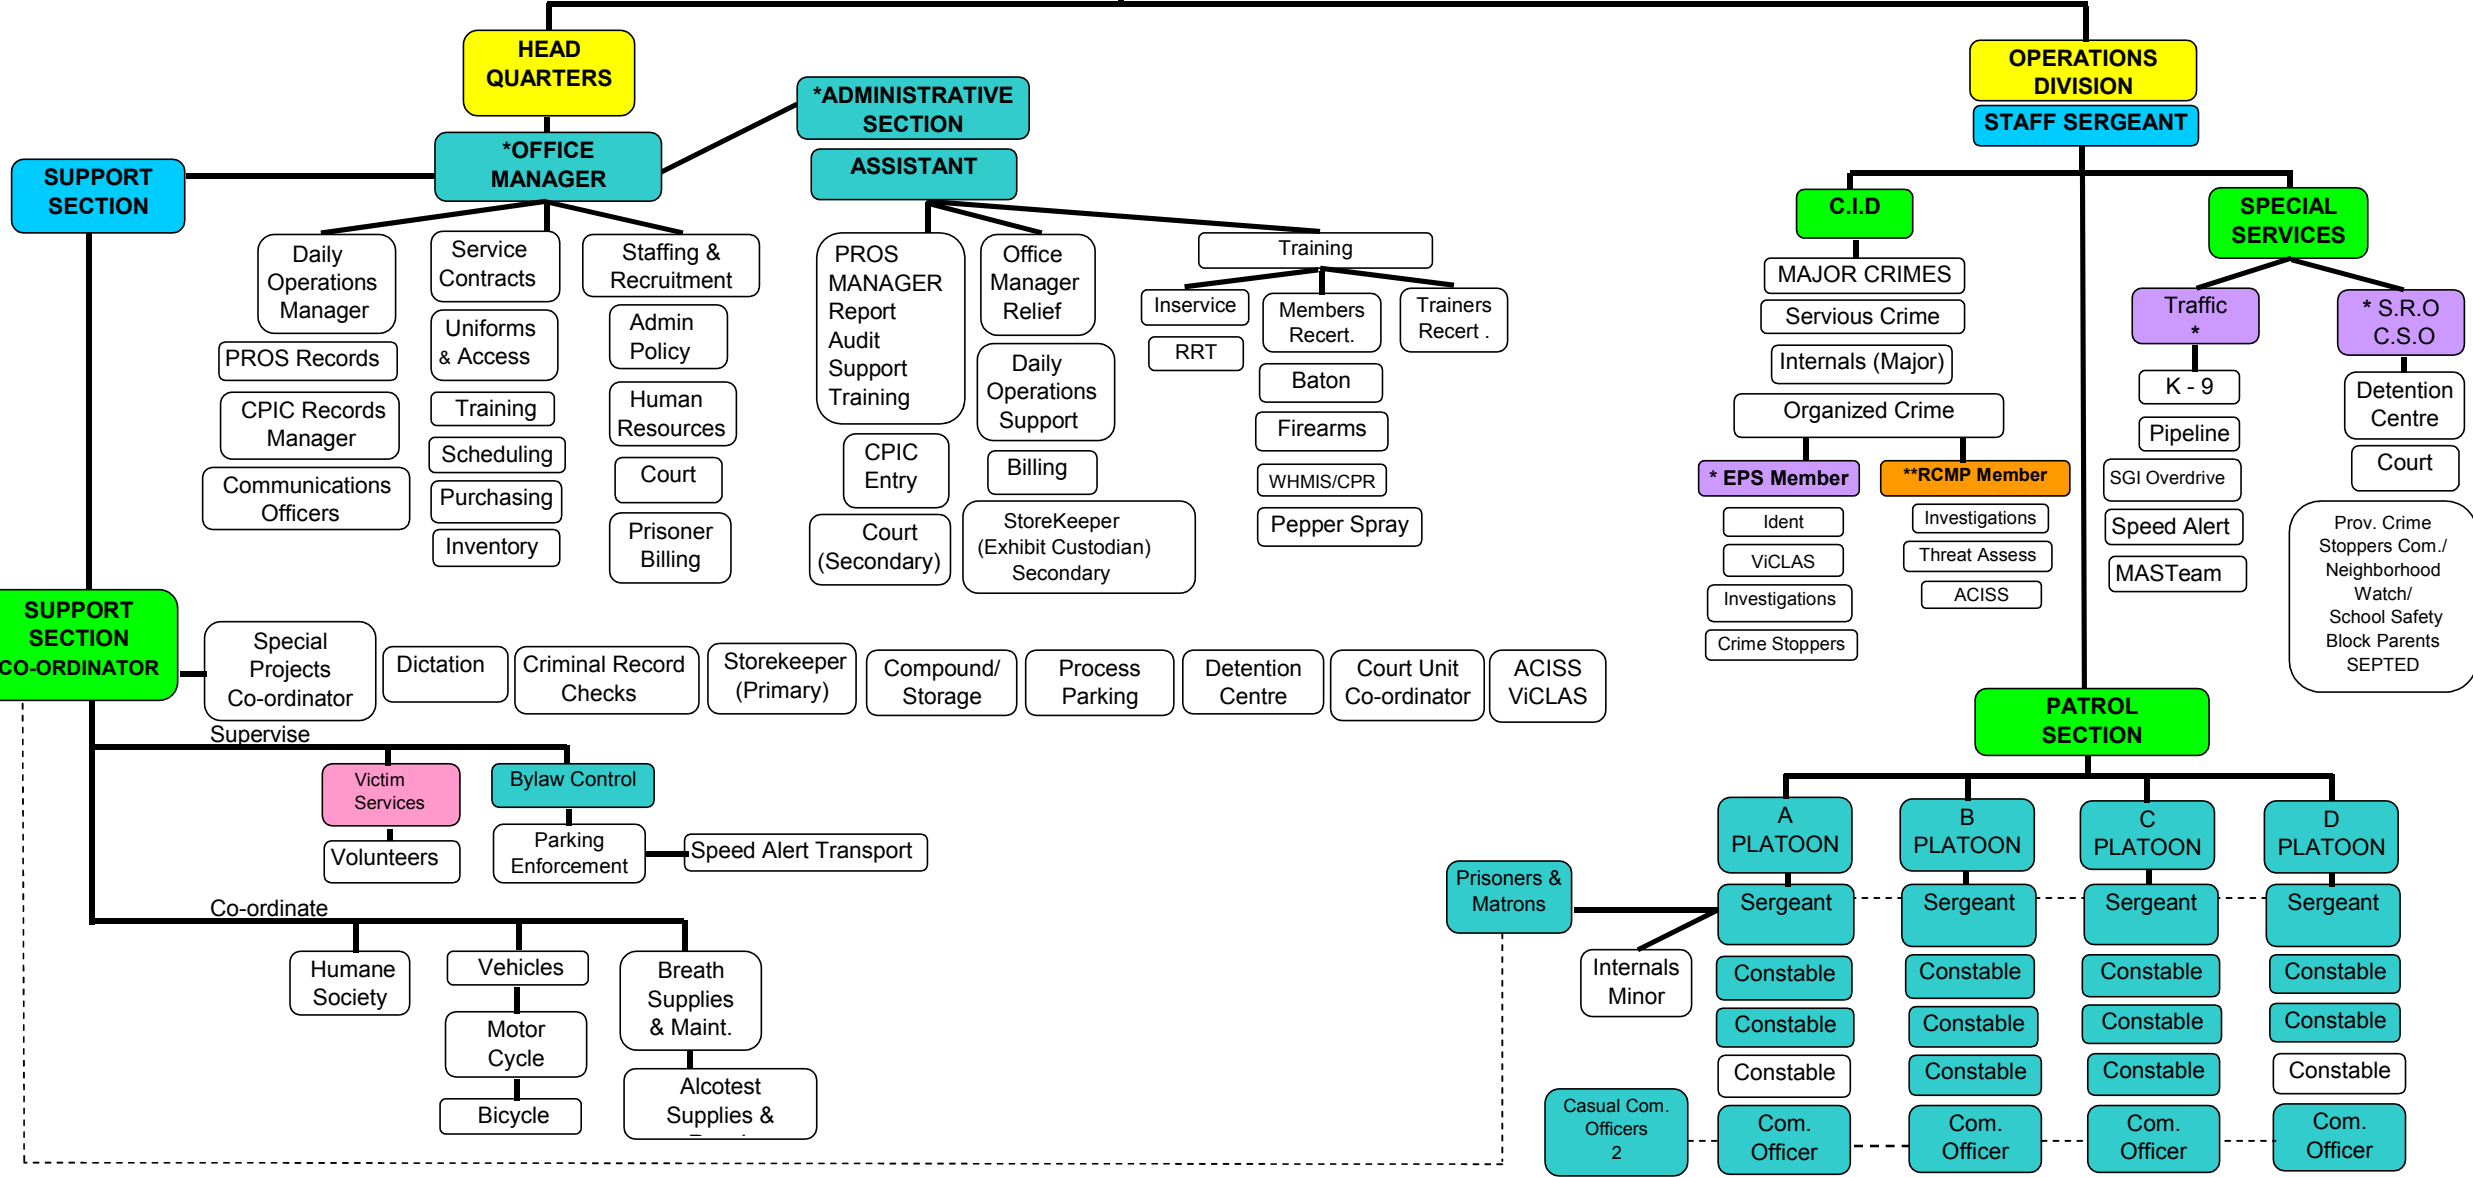 HEAD
QUARTERS
OPERATIONS
DIVISION
STAFF SERGEANT
*ADMINISTRATIVE
SECTION
ASSISTANT
*OFFICE
MANAGER
SUPPORT
SECTION
Daily
Operations
Manager
PROS Records
CPIC Records
Manager
Communications
Officers
Service
Contracts
Uniforms
& Access
Training
Scheduling
Purchasing
Inventory
Staffing &
Recruitment
Admin
Policy
Human
Resources
Court
Prisoner
Billing
PROS
MANAGER
Report
Audit
Support
Training
CPIC
Entry
Court
(Secondary)
Office
Manager
Relief
Daily
Operations
Support
Billing
StoreKeeper
(Exhibit Custodian)
Secondary
Training
Inservice
RRT
Members
Recert.
Baton
Firearms
WHMIS/CPR
Pepper Spray
Trainers
Recert .
C.I.D
MAJOR CRIMES
Servious Crime
Internals (Major)
Organized Crime
* EPS Member
Ident
ViCLAS
Investigations
Crime Stoppers
**RCMP Member
Investigations
Threat Assess
ACISS
SPECIAL
SERVICES
Traffic
*
K - 9
Pipeline
SGI Overdrive
Speed Alert
MASTeam
* S.R.O
C.S.O
Detention
Centre
Court
Prov. Crime
Stoppers Com./
Neighborhood
Watch/
School Safety
Block Parents
SEPTED
SUPPORT
SECTION
CO-ORDINATOR
Special
Projects
Co-ordinator
Dictation
Criminal Record
Checks
Storekeeper
(Primary)
Compound/
Storage
Process
Parking
Detention
Centre
Court Unit
Co-ordinator
ACISS
ViCLAS
Supervise
Victim
Services
Volunteers
Bylaw Control
Parking
Enforcement
Speed Alert Transport
Co-ordinate
Humane
Society
Vehicles
Motor
Cycle
Bicycle
Breath
Supplies
& Maint.
Alcotest
Supplies &
PATROL
SECTION
A
PLATOON
B
PLATOON
C
PLATOON
D
PLATOON
Prisoners &
Matrons
Sergeant
Sergeant
Sergeant
Sergeant
Internals
Minor
Constable
Constable
Constable
Constable
Constable
Constable
Constable
Constable
Constable
Constable
Constable
Constable
Casual Com.
Officers
2
Com.
Officer
Com.
Officer
Com.
Officer
Com.
Officer